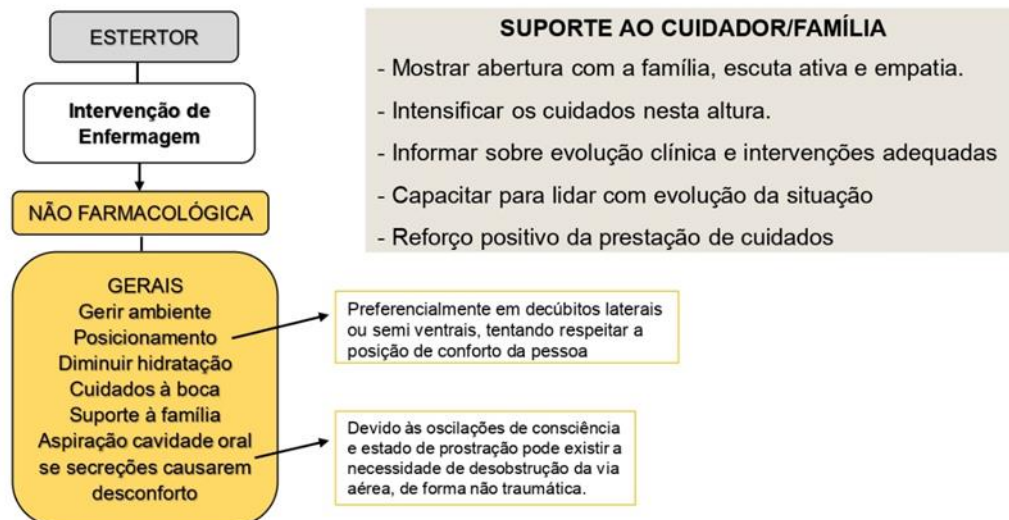 ESTERTOR
Intervenção de
Enfermagem
NÃO FARMACOLÓGICA
GERAIS
Gerir ambiente
Posicionamento
Diminuir hidratação
Cuidados à boca
Suporte à família
Aspiração cavidade oral
se secreções causarem
desconforto
SUPORTE AO CUIDADOR/FAMÍLIA
- Mostrar abertura com a família, escuta ativa e empatia.
- Intensificar os cuidados nesta altura.
- Informar sobre evolução clínica e intervenções adequadas
- Capacitar para lidar com evolução da situação
- Reforço positivo da prestação de cuidados
Preferencialmente em decúbitos laterais
ou semi ventrais, tentando respeitar a
posição de conforto da pessoa
Devido às oscilações de consciência
e estado de prostração pode existir a
necessidade de desobstrução da via
aérea, de forma não traumática.